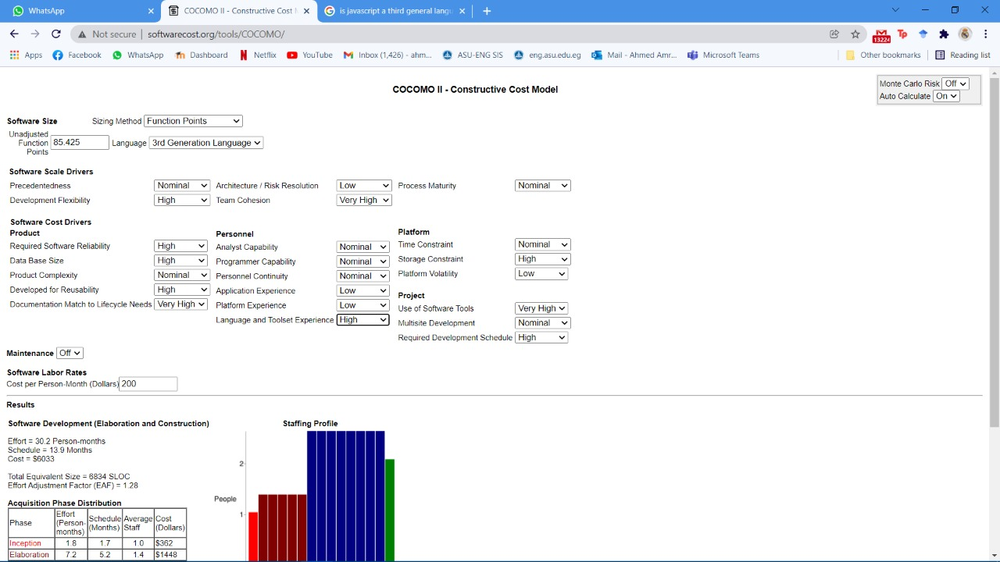 WhatsApp
COCOMO II - Constructive Cost M
is javascript a third general langu
Not secure
softwarecost.org/tools/COCOMO/
13224
Tp
Apps
Facebook
WhatsApp
Dashboard
Netflix
YouTube
Inbox (1,426) - ahm...
ASU-ENG SIS
eng.asu.edu.eg
Mail - Ahmed Amr...
Microsoft Teams
Other bookmarks
Reading list
COCOMO II - Constructive Cost Model
Monte Carlo Risk Off
Auto Calculate On
Software Size Sizing Method Function Points
Unadjusted
Function
Points
85.425
Language 3rd Generation Language
Software Scale Drivers
Precedentedness Nominal Architecture / Risk Resolution Low Process Maturity Nominal
Development Flexibility High Team Cohesion Very High
Software Cost Drivers
Product
Required Software Reliability High
Data Base Size High
Product Complexity Nominal
Developed for Reusability High
Documentation Match to Lifecycle Needs Very High
Personnel
Analyst Capability Nominal
Programmer Capability Nominal
Personnel Continuity Nominal
Application Experience Low
Platform Experience Low
Language and Toolset Experience High
Platform
Time Constraint Nominal
Storage Constraint High
Platform Volatility Low
Project
Use of Software Tools Very High
Multisite Development Nominal
Required Development Schedule High
Maintenance Off
Software Labor Rates
Cost per Person-Month (Dollars) 200
Results
Software Development (Elaboration and Construction)
Effort = 30.2 Person-months
Schedule = 13.9 Months
Cost = $6033
Total Equivalent Size = 6834 SLOC
Effort Adjustment Factor (EAF) = 1.28
Acquisition Phase Distribution
Phase
Effort
(Person-
months)
Schedule
(Months)
Average
Staff
Cost
(Dollars)
Inception 1.8 1.7 1.0 $362
Elaboration 7.2 5.2 1.4 $1448
Staffing Profile
2
People
1